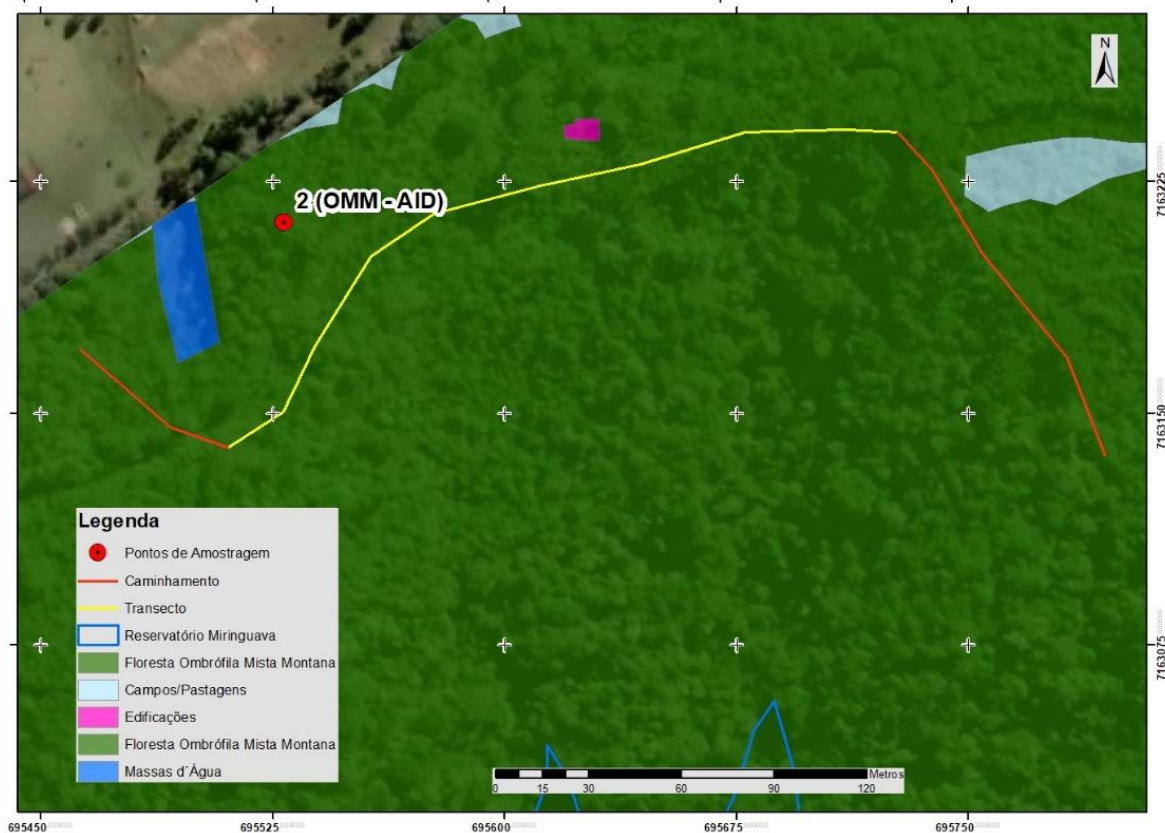 N
2 (OMM - AID)
7163225
7163150
7163075
Legenda
Pontos de Amostragem
Caminhamento
Transecto
Reservatório Miringuava
Floresta Ombrófila Mista Montana
Campos/Pastagens
Edificações
Floresta Ombrófila Mista Montana
Massas d´Água
Metros
0 15 30 60 90 120
695450 695525 695600 695675 695750